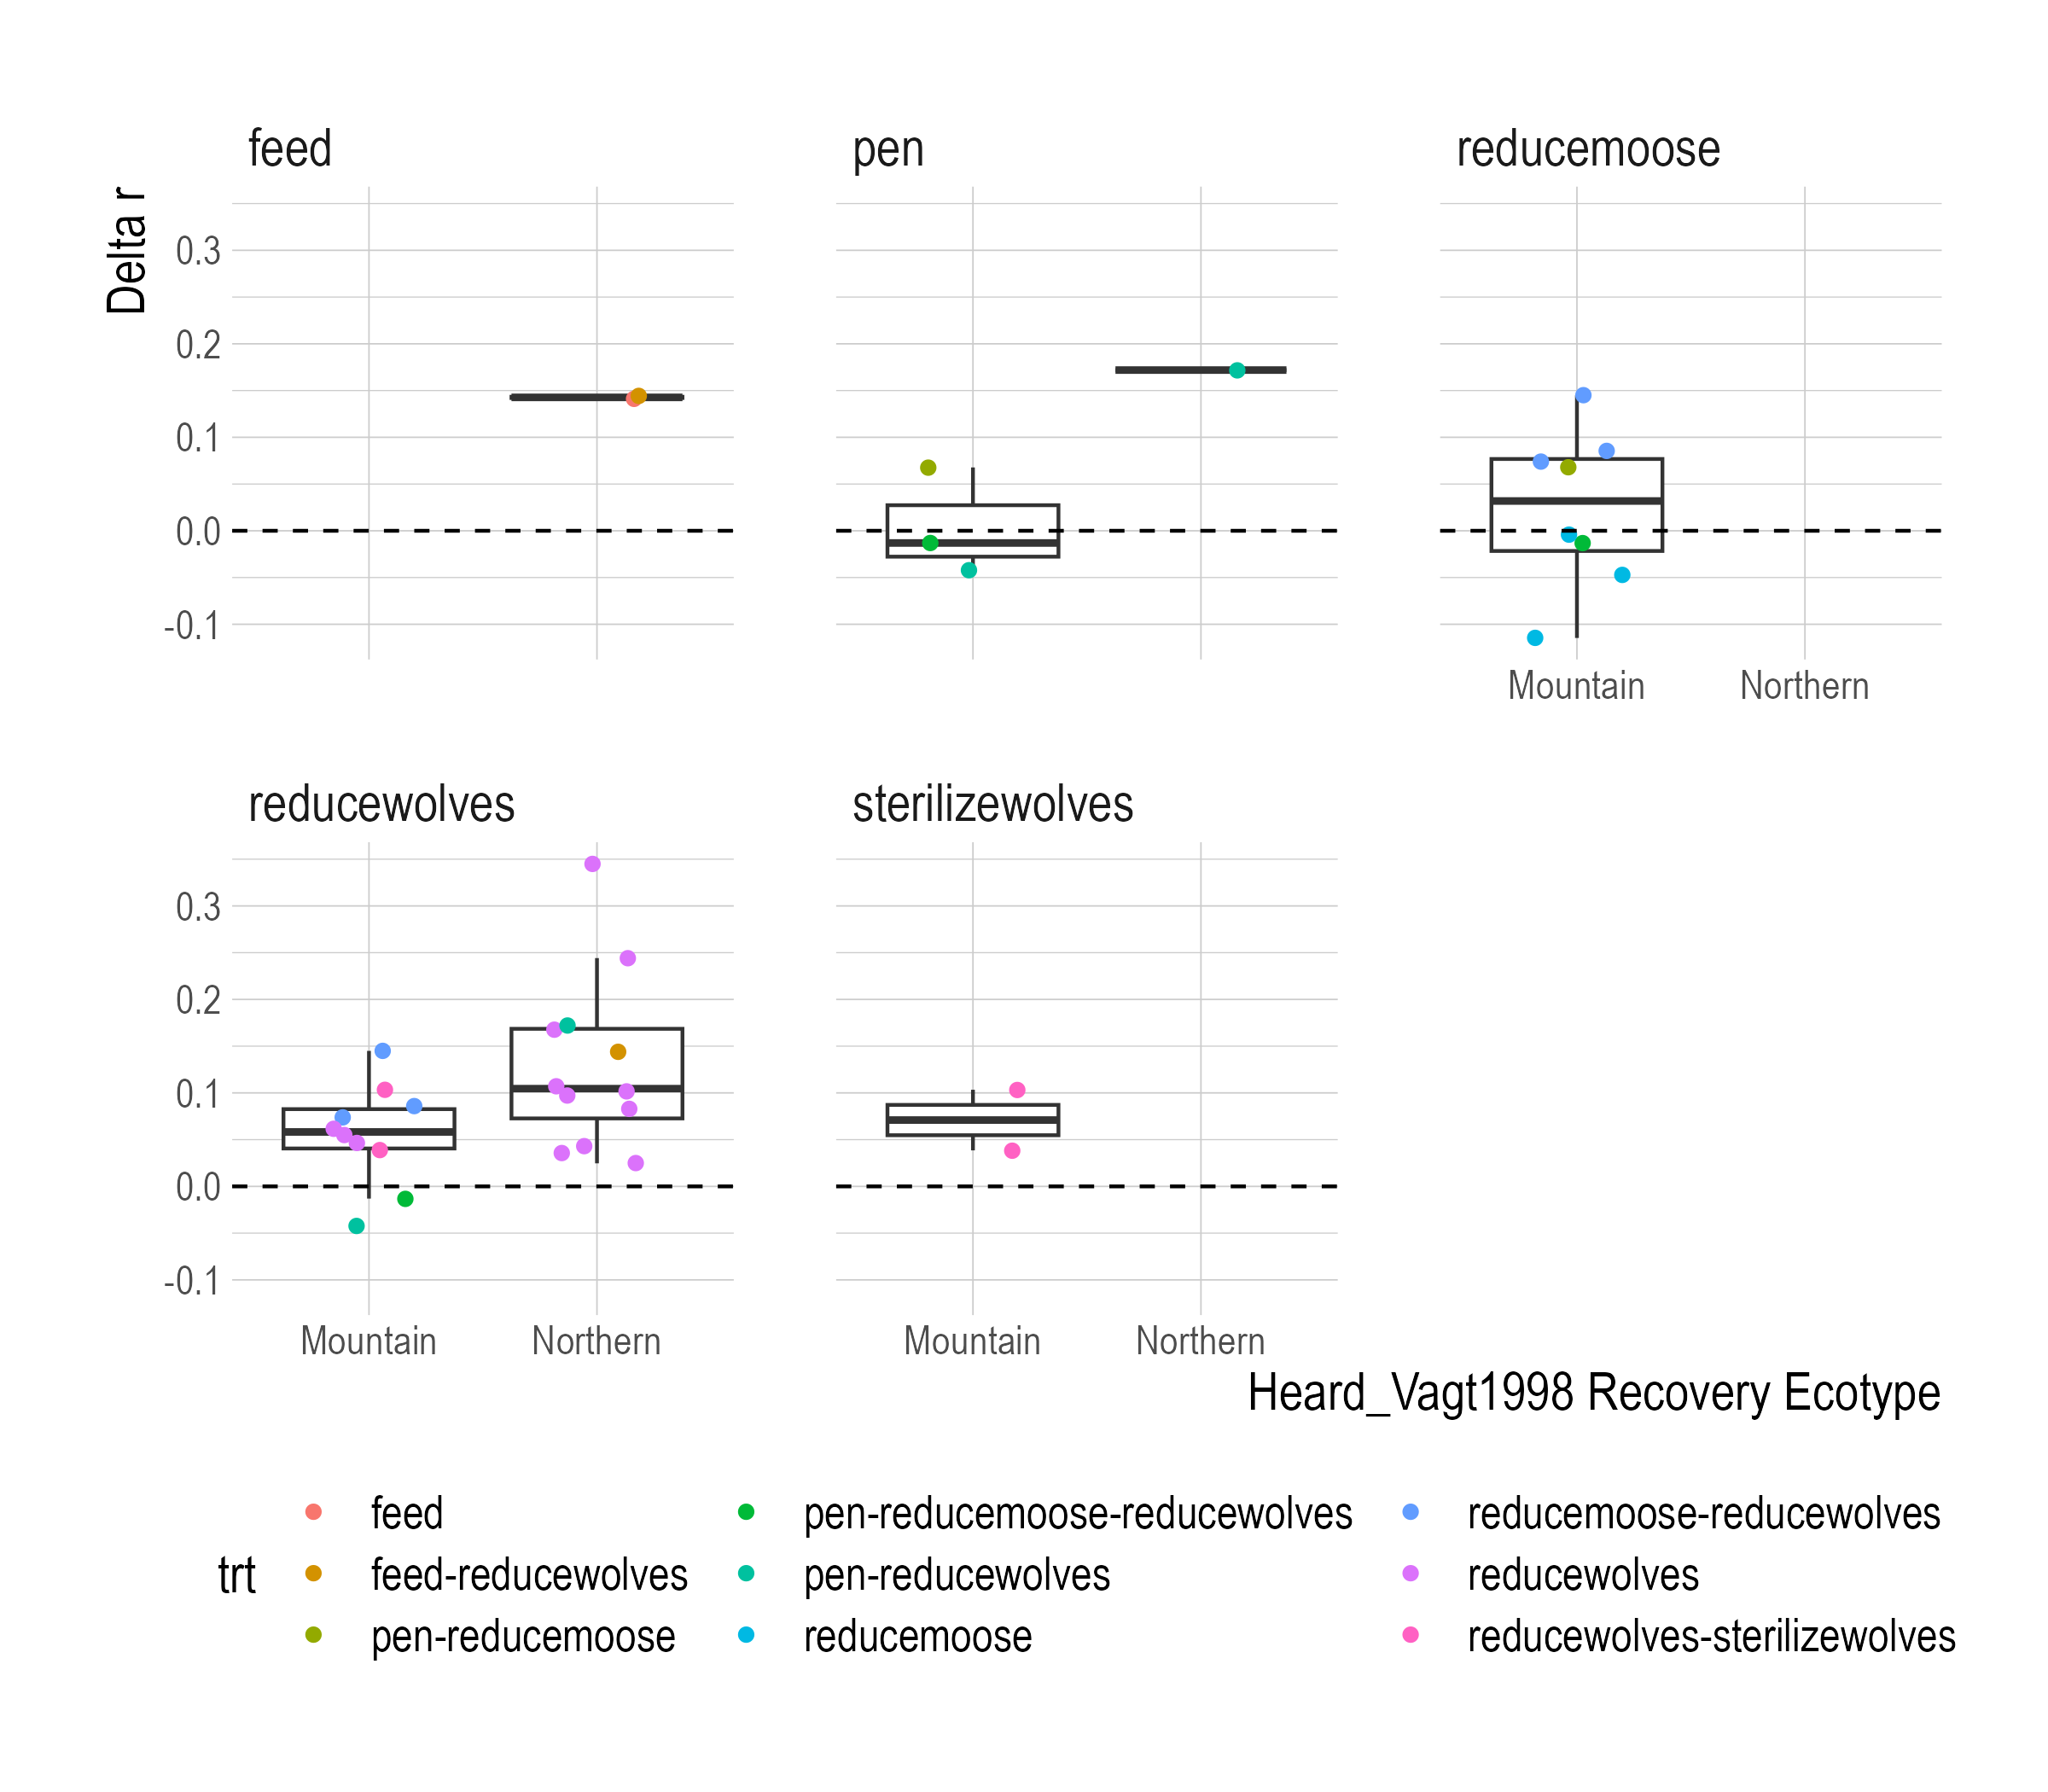 feed
pen
reducemoose
Delta r
0.3
0.2
0.1
0.0
-0.1
Mountain
Northern
reducewolves
sterilizewolves
0.3
0.2
0.1
0.0
-0.1
Mountain
Northern
Mountain
Northern
Heard_Vagt1998 Recovery Ecotype
trt
feed
feed-reducewolves
pen-reducemoose
pen-reducemoose-reducewolves
pen-reducewolves
reducemoose
reducemoose-reducewolves
reducewolves
reducewolves-sterilizewolves